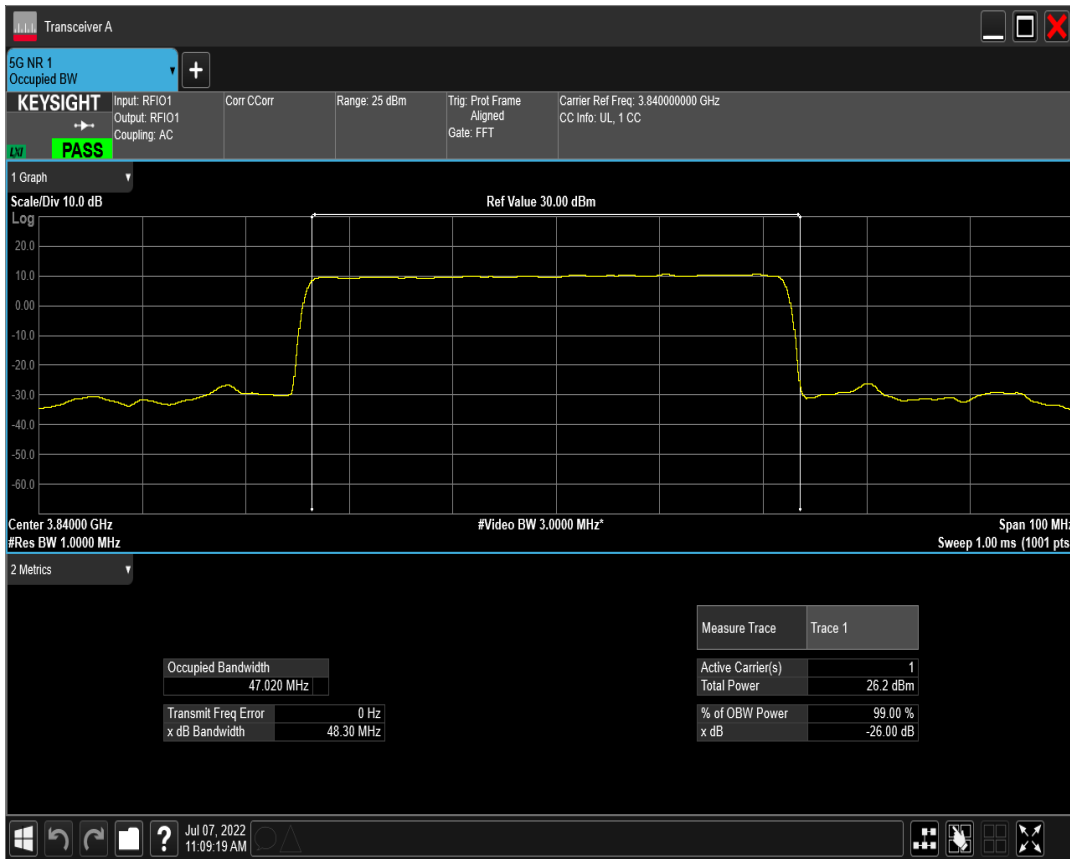 Transceiver A
5G NR 1
Occupied BW
+
KEYSIGHT
LXI
PASS
Input: RFIO1
Output: RFIO1
Coupling: AC
Corr CCorr
Range: 25 dBm
Trig: Prot Frame
Aligned
Gate: FFT
Carrier Ref Freq: 3.840000000 GHz
CC Info: UL, 1 CC
1 Graph
Scale/Div 10.0 dB
Ref Value 30.00 dBm
Log
20.0
10.0
0.00
-10.0
-20.0
-30.0
-40.0
-50.0
-60.0
Center 3.84000 GHz
#Video BW 3.0000 MHz*
Span 100 MHz
#Res BW 1.0000 MHz
Sweep 1.00 ms (1001 pts
2 Metrics
Measure Trace Trace 1
Occupied Bandwidth
47.020 MHz
Active Carrier(s) 1
Total Power 26.2 dBm
Transmit Freq Error 0 Hz
x dB Bandwidth 48.30 MHz
% of OBW Power 99.00 %
x dB -26.00 dB
?
Jul 07, 2022
11:09:19 AM